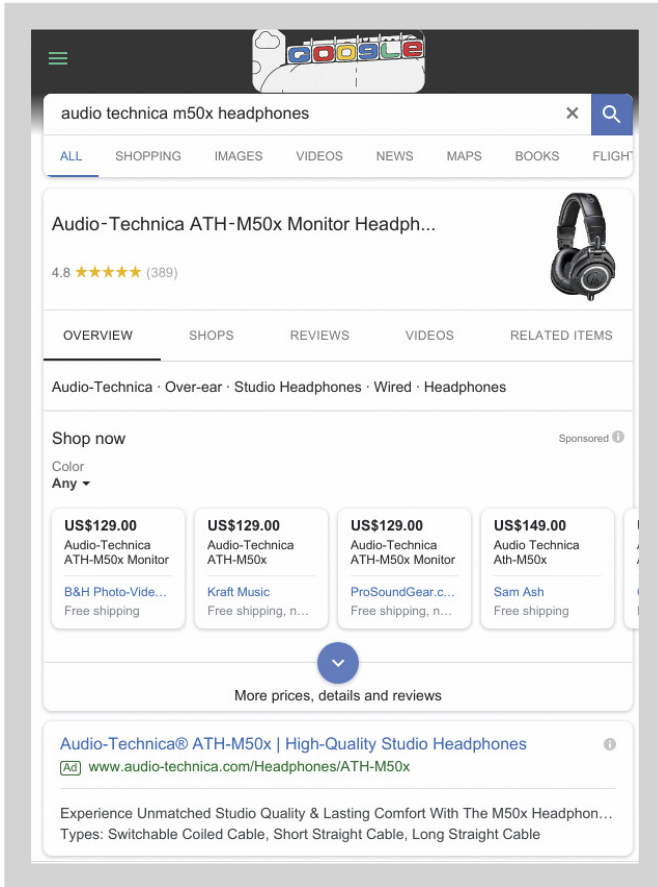 Google
audio technica m50x headphones
ALL SHOPPING IMAGES VIDEOS NEWS MAPS BOOKS FLIGHT
Audio-Technica ATH-M50x Monitor Headph...
4.8 ★★★★★ (389)
OVERVIEW SHOPS REVIEWS VIDEOS RELATED ITEMS
Audio-Technica · Over-ear · Studio Headphones · Wired · Headphones
Shop now
Sponsored
Color
Any
US$129.00 US$129.00 US$129.00 US$149.00
Audio-Technica Audio-Technica Audio-Technica Audio Technica
ATH-M50x Monitor ATH-M50x ATH-M50x Monitor Ath-M50x
B&H Photo-Vide... Kraft Music ProSoundGear.c... Sam Ash
Free shipping Free shipping, n... Free shipping, n... Free shipping
More prices, details and reviews
Audio-Technica® ATH-M50x | High-Quality Studio Headphones
Ad www.audio-technica.com/Headphones/ATH-M50x
Experience Unmatched Studio Quality & Lasting Comfort With The M50x Headphon...
Types: Switchable Coiled Cable, Short Straight Cable, Long Straight Cable